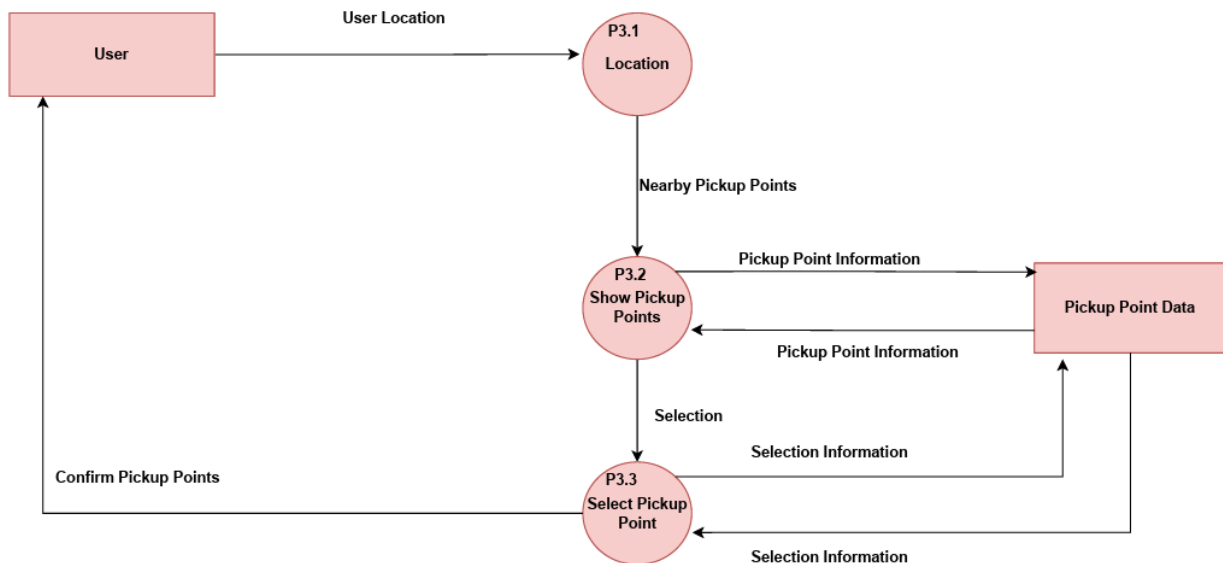 User Location
P3.1
User
Location
Nearby Pickup Points
Pickup Point Information
P3.2
Show Pickup
Points
Pickup Point Data
Pickup Point Information
Selection
Selection Information
Confirm Pickup Points
P3.3
Select Pickup
Point
Selection Information